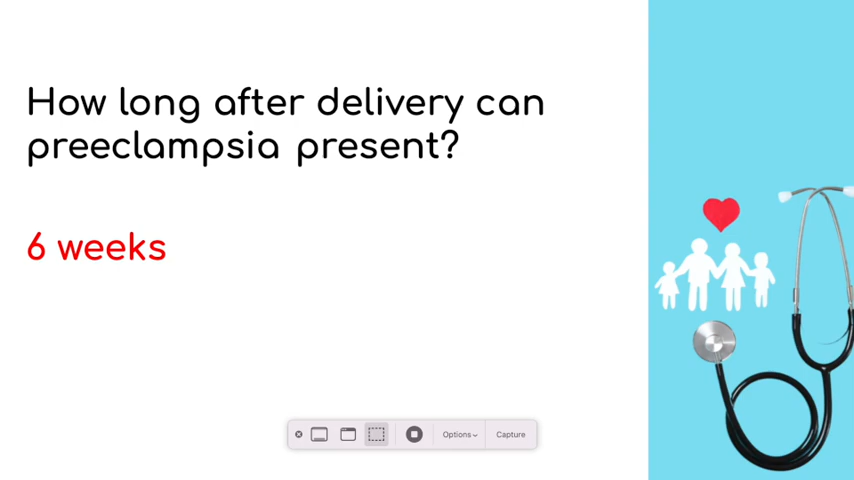 How long after delivery can
preeclampsia present?
6 weeks
Options
Capture